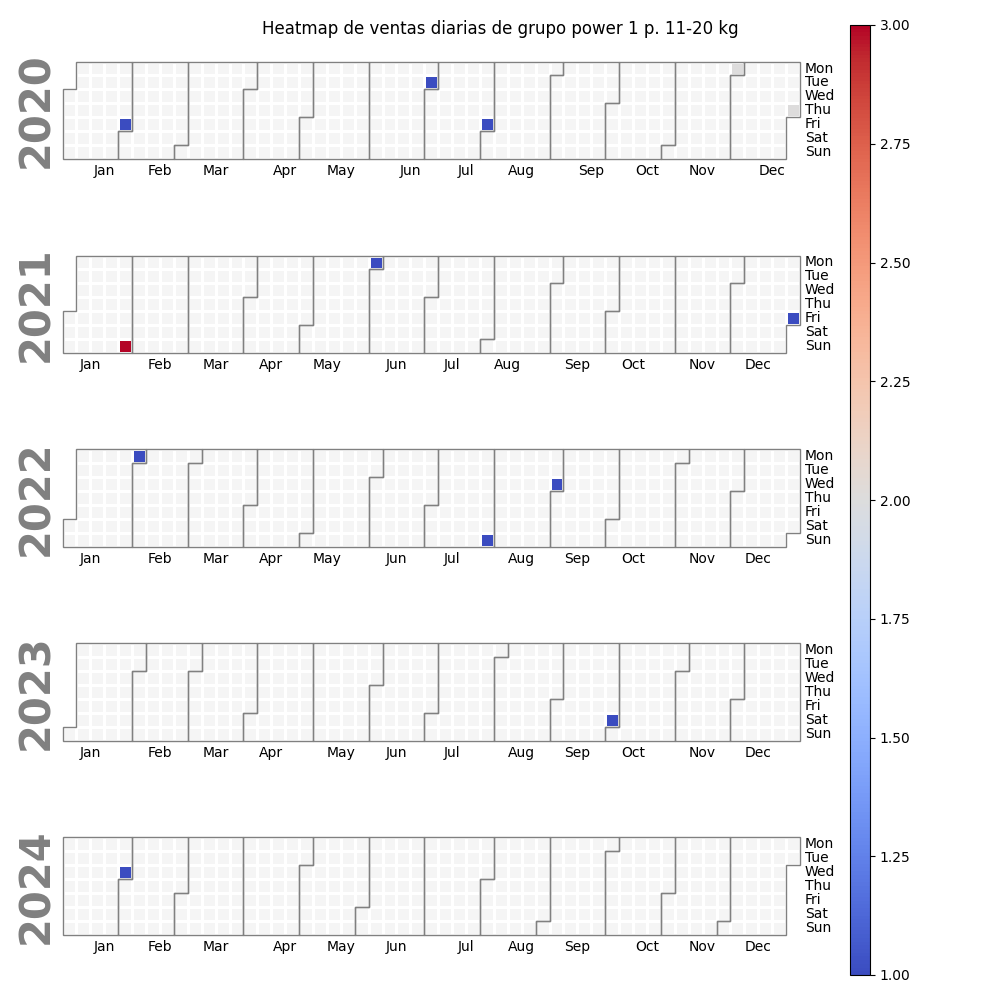 Heatmap de ventas diarias de grupo power 1 p. 11-20 kg
2020
Mon
Tue
Wed
Thu
Fri
Sat
Sun
Jan Feb Mar Apr May Jun Jul Aug Sep Oct Nov Dec
2021
Mon
Tue
Wed
Thu
Fri
Sat
Sun
Jan Feb Mar Apr May Jun Jul Aug Sep Oct Nov Dec
2022
Mon
Tue
Wed
Thu
Fri
Sat
Sun
Jan Feb Mar Apr May Jun Jul Aug Sep Oct Nov Dec
2023
Mon
Tue
Wed
Thu
Fri
Sat
Sun
Jan Feb Mar Apr May Jun Jul Aug Sep Oct Nov Dec
2024
Mon
Tue
Wed
Thu
Fri
Sat
Sun
Jan Feb Mar Apr May Jun Jul Aug Sep Oct Nov Dec
3.00
2.75
2.50
2.25
2.00
1.75
1.50
1.25
1.00